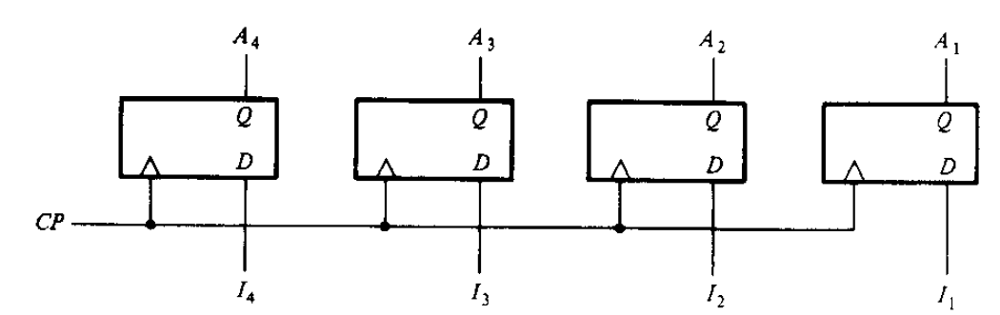 A4 A3 A2 A1
Q Q Q Q
D D D D
CP
I4 I3 I2 I1